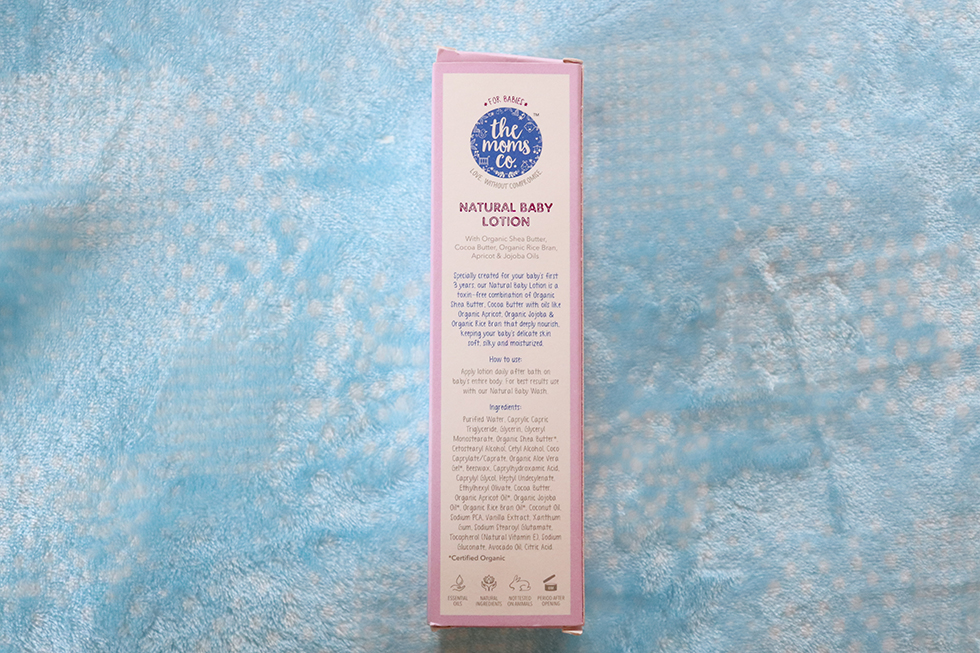 • FOR BABIES •
TM
the
moms
co.
LOVE, WITHOUT COMPROMISE
NATURAL BABY
LOTION
With Organic Shea Butter,
Cocoa Butter, Organic Rice Bran,
Apricot & Jojoba Oils
Specially created for your baby's first
3 years, our Natural Baby Lotion is a
toxin-free combination of Organic
Shea Butter, Cocoa Butter with oils like
Organic Apricot, Organic Jojoba &
Organic Rice Bran that deeply nourish,
keeping your baby's delicate skin
soft, silky and moisturized.
How to use:
Apply lotion daily after bath on
baby's entire body. For best results use
with our Natural Baby Wash.
Ingredients:
Purified Water, Caprylic Capric
Triglyceride, Glycerin, Glyceryl
Monostearate, Organic Shea Butter*,
Cetostearyl Alcohol, Cetyl Alcohol, Coco
Caprylate/Caprate, Organic Aloe Vera
Gel*, Beeswax, Caprylhydroxamic Acid,
Caprylyl Glycol, Heptyl Undecylenate,
Ethylhexyl Olivate, Cocoa Butter,
Organic Apricot Oil*, Organic Jojoba
Oil*, Organic Rice Bran Oil*, Coconut Oil,
Sodium PCA, Vanilla Extract, Xanthum
Gum, Sodium Stearoyl Glutamate,
Tocopherol (Natural Vitamin E), Sodium
Gluconate, Avocado Oil, Citric Acid.
*Certified Organic
ESSENTIAL OILS
NATURAL INGREDIENTS
NOT TESTED ON ANIMALS
PERIOD AFTER OPENING